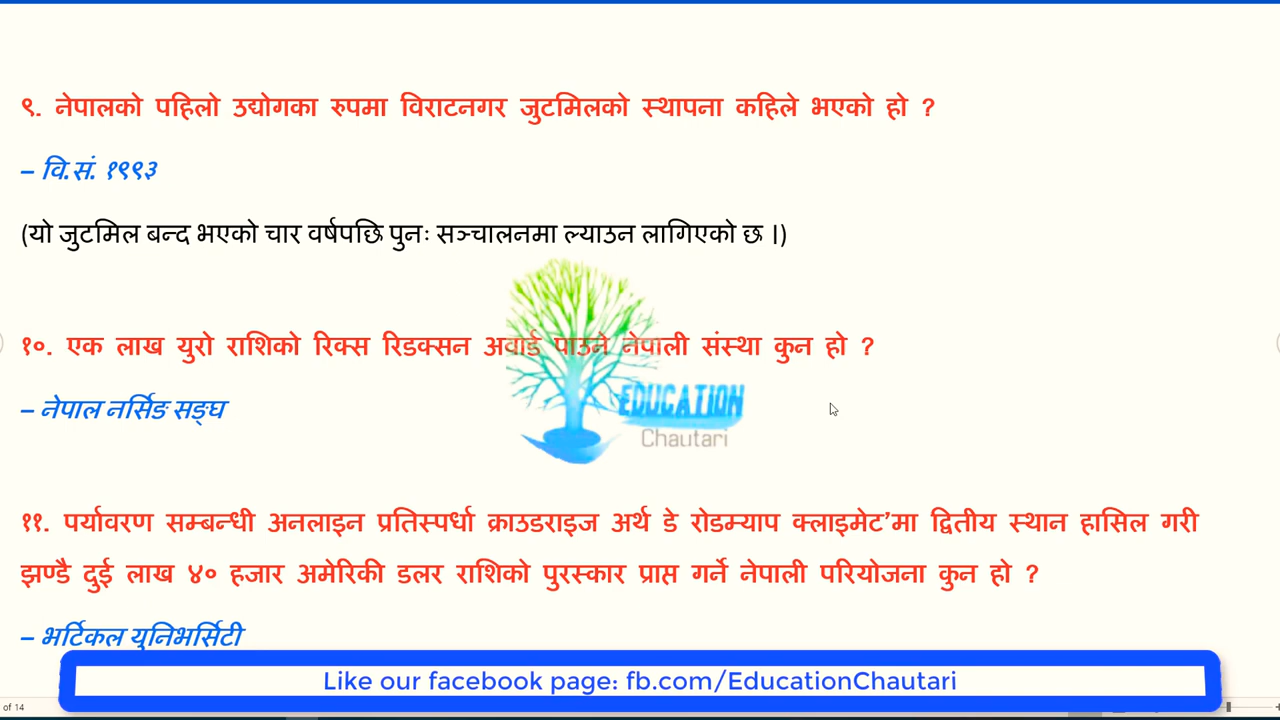 ९. नेपालको पहिलो उद्योगका रुपमा विराटनगर जुटमिलको स्थापना कहिले भएको हो ?
– वि.सं. १९९३
(यो जुटमिल बन्द भएको चार वर्षपछि पुनः सञ्चालनमा ल्याउन लागिएको छ ।)
१०. एक लाख युरो राशिको रिक्स रिडक्सन अवार्ड पाउने नेपाली संस्था कुन हो ?
– नेपाल नर्सिङ सङ्घ
EDUCATION
Chautari
११. पर्यावरण सम्बन्धी अनलाइन प्रतिस्पर्धा क्राउडराइज अर्थ डे रोडम्याप क्लाइमेट’मा द्वितीय स्थान हासिल गरी
झण्डै दुई लाख ४० हजार अमेरिकी डलर राशिको पुरस्कार प्राप्त गर्ने नेपाली परियोजना कुन हो ?
– भर्टिकल युनिभर्सिटी
Like our facebook page: fb.com/EducationChautari
of 14